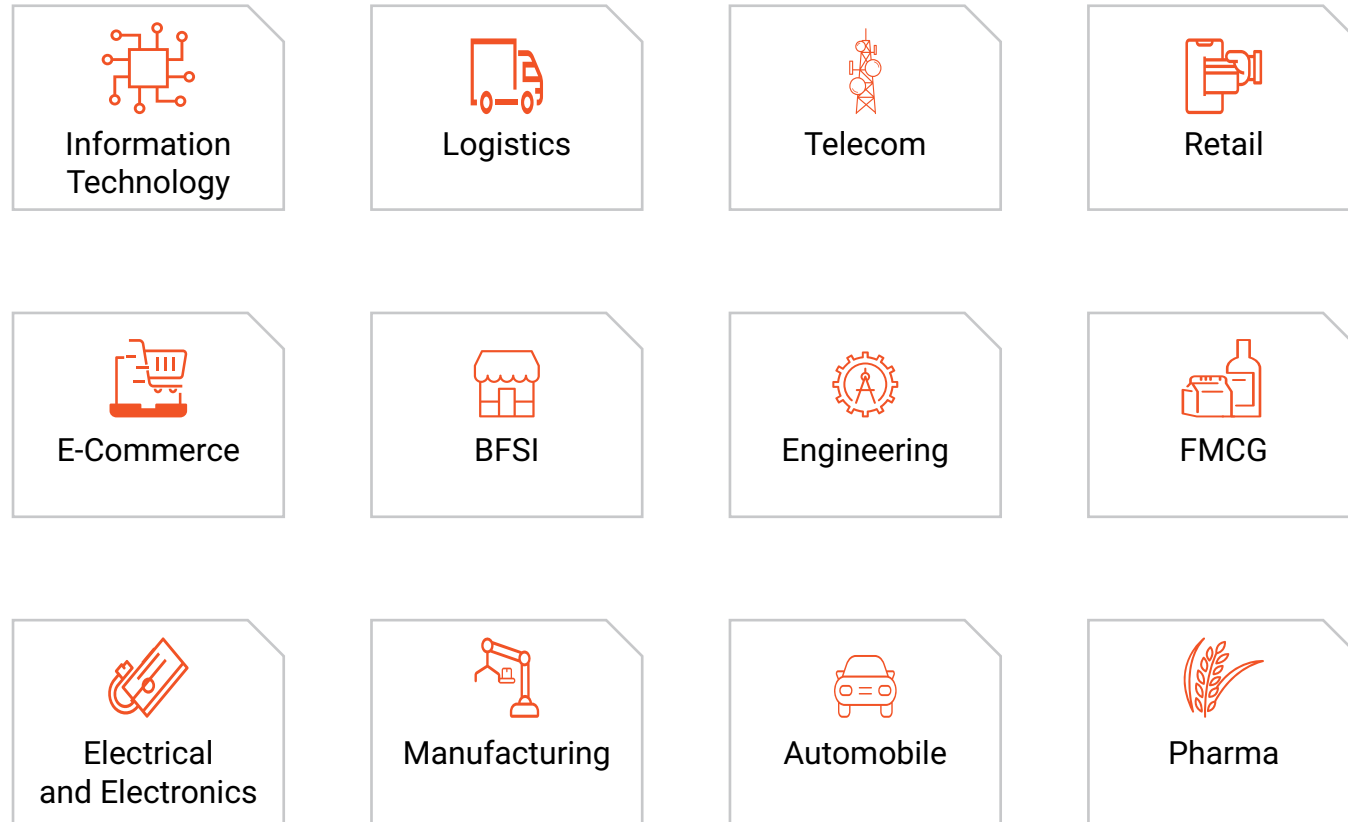 Information
Technology
Logistics
Telecom
Retail
E-Commerce
BFSI
Engineering
FMCG
Electrical
and Electronics
Manufacturing
Automobile
Pharma